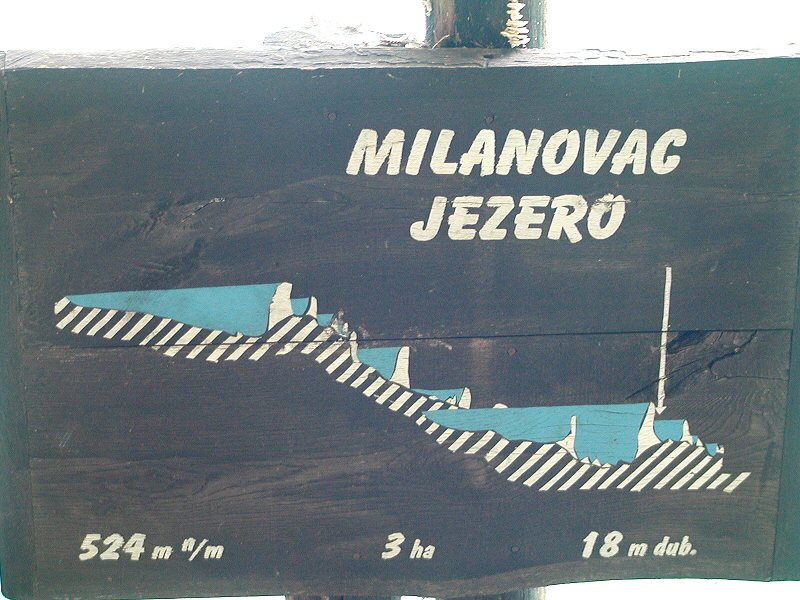 MILANOVAC
JEZERO
524 m n/m 3 ha 18 m dub.